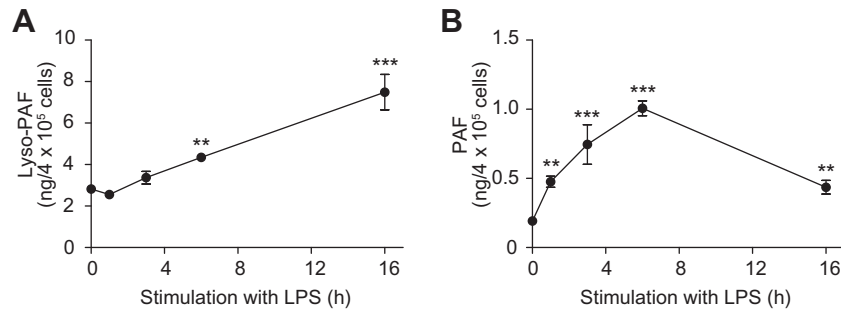 A
Lyso-PAF
(ng/4 x 10⁵ cells)
10
8
6
4
2
0
**
***
0 4 8 12 16
Stimulation with LPS (h)
B
PAF
(ng/4 x 10⁵ cells)
1.5
1.0
0.5
0
**
***
***
**
0 4 8 12 16
Stimulation with LPS (h)